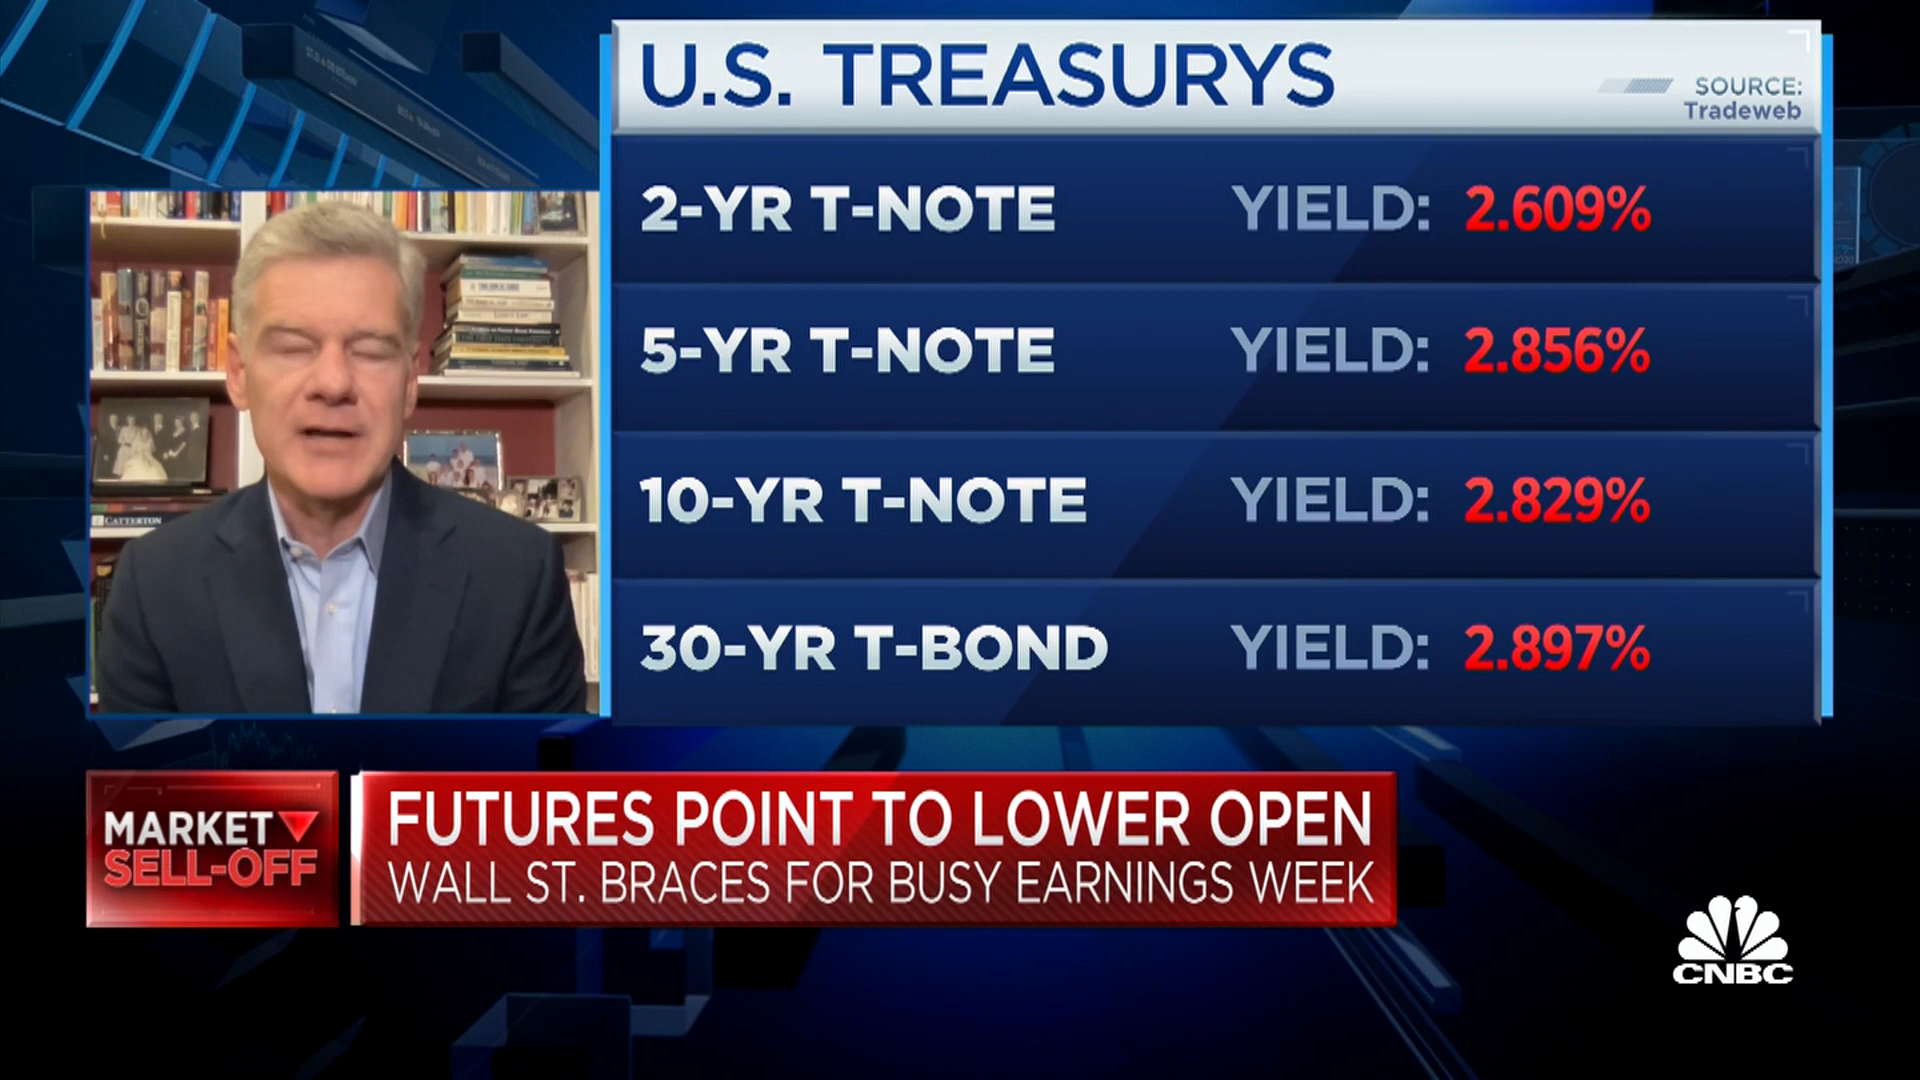 U.S. TREASURYS
SOURCE:
Tradeweb
2-YR T-NOTE YIELD: 2.609%
5-YR T-NOTE YIELD: 2.856%
10-YR T-NOTE YIELD: 2.829%
30-YR T-BOND YIELD: 2.897%
CATTERTON
MARKET
SELL-OFF
FUTURES POINT TO LOWER OPEN
WALL ST. BRACES FOR BUSY EARNINGS WEEK
CNBC